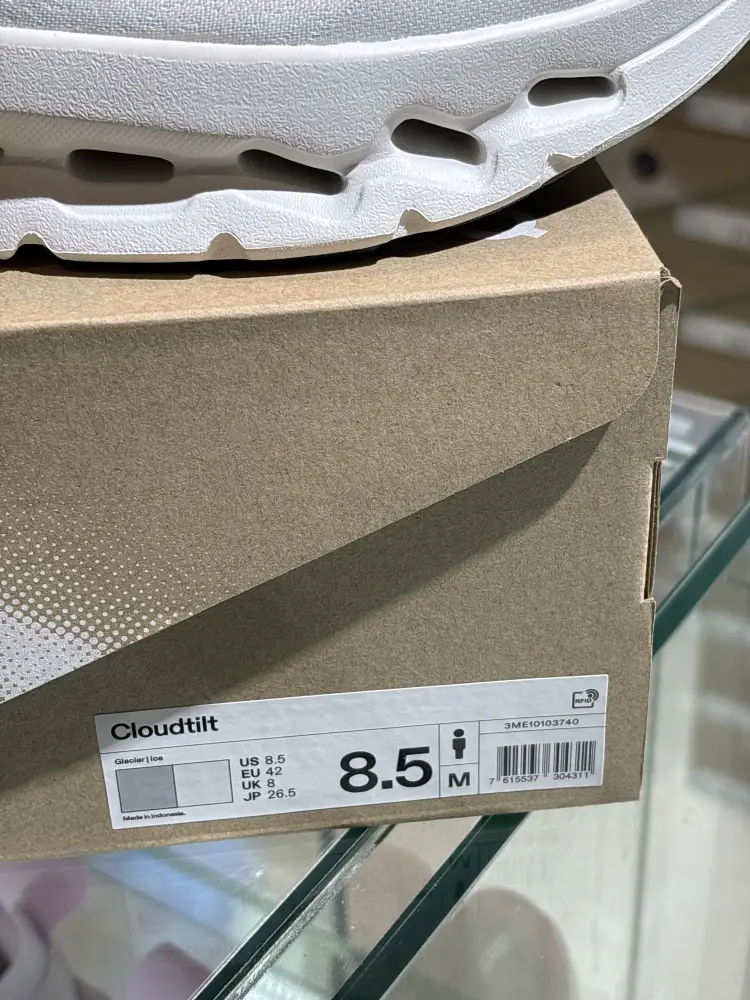 Cloudtilt
RFID
3ME10103740
Glacier | Ice
US 8.5
EU 42
UK 8
JP 26.5
8.5
M
7 615537 304311
Made in Indonesia.